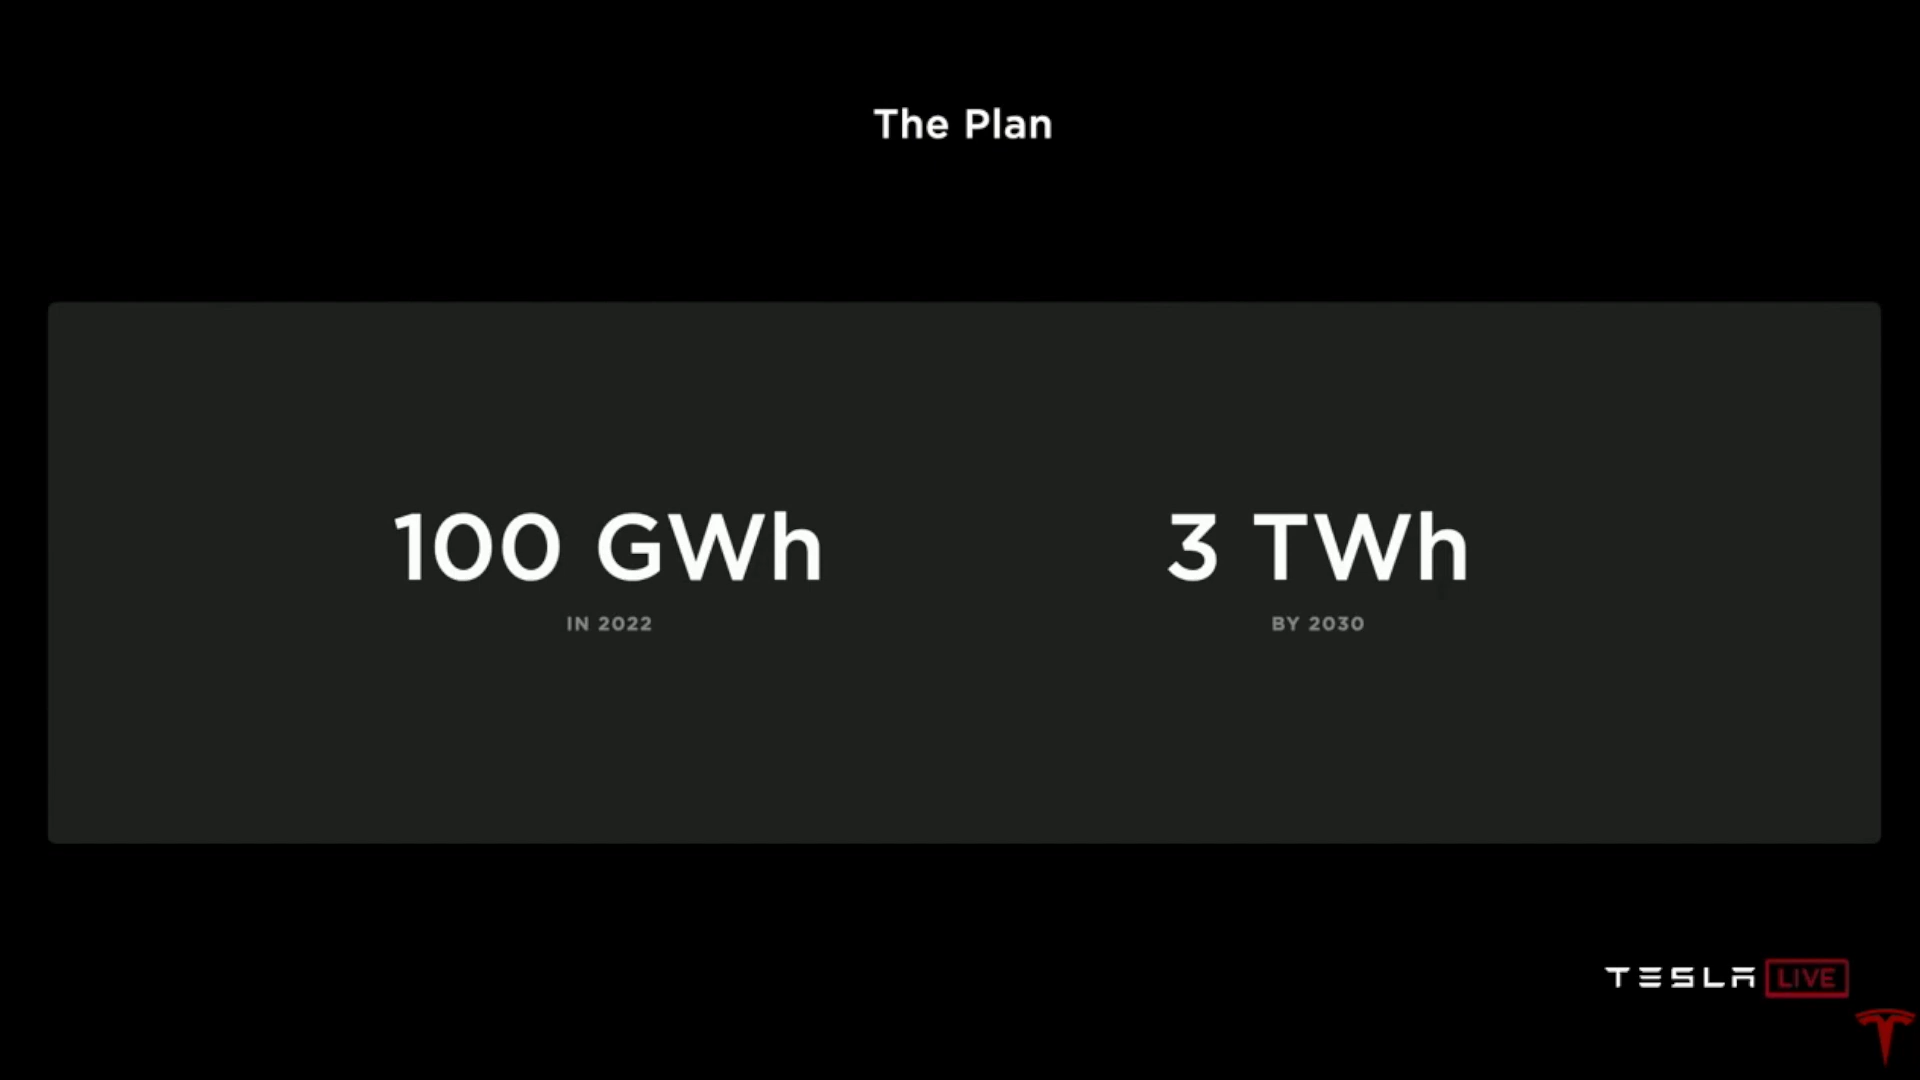 The Plan
100 GWh
IN 2022
3 TWh
BY 2030
TESLA LIVE